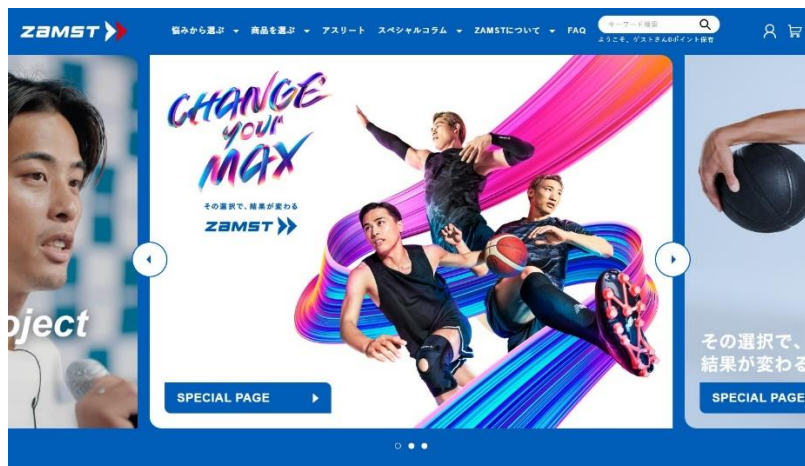 ZAMST
悩みから選ぶ 商品を選ぶ アスリート スペシャルコラム ZAMSTについて FAQ
キーワード検索
ようこそ、ゲストさん0ポイント保有
CHANGE
YOUR
MAX
その選択で、結果が変わる
ZAMST
SPECIAL PAGE
oject
その選択で、
結果が変わる
SPECIAL PAGE